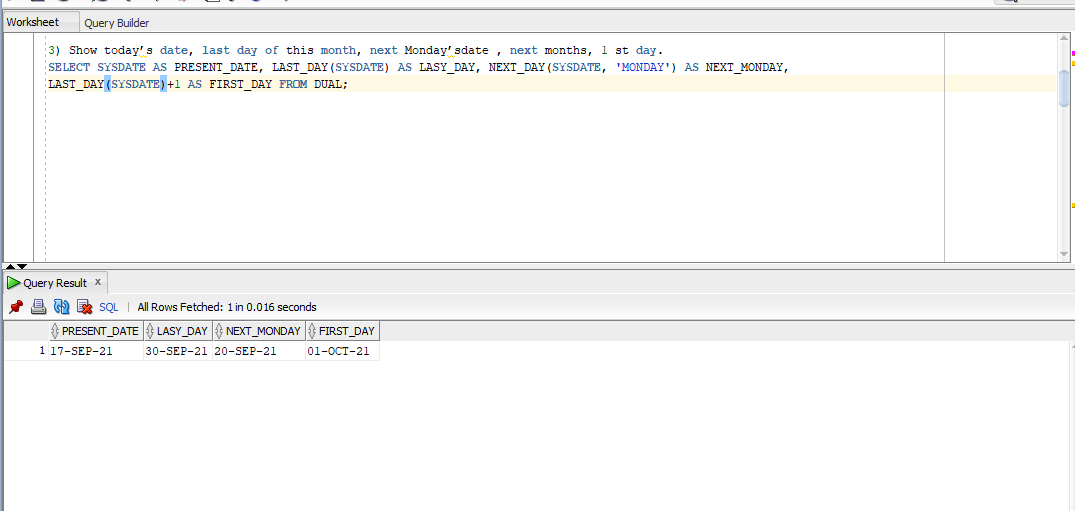 Worksheet Query Builder
3) Show today's date, last day of this month, next Monday'sdate , next months, 1 st day.
SELECT SYSDATE AS PRESENT_DATE, LAST_DAY(SYSDATE) AS LASY_DAY, NEXT_DAY(SYSDATE, 'MONDAY') AS NEXT_MONDAY,
LAST_DAY(SYSDATE)+1 AS FIRST_DAY FROM DUAL;
Query Result x
SQL | All Rows Fetched: 1 in 0.016 seconds
PRESENT_DATE LASY_DAY NEXT_MONDAY FIRST_DAY
1 17-SEP-21 30-SEP-21 20-SEP-21 01-OCT-21